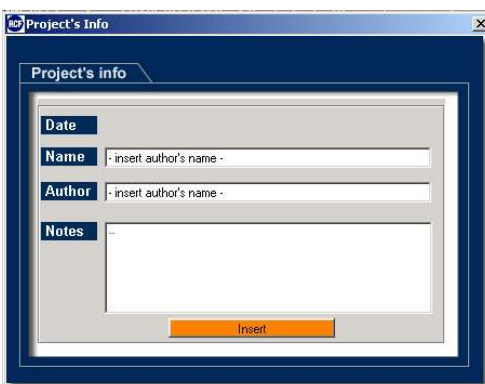 RCF Project's Info
Project's info
Date
Name - insert author's name -
Author - insert author's name -
Notes --
Insert